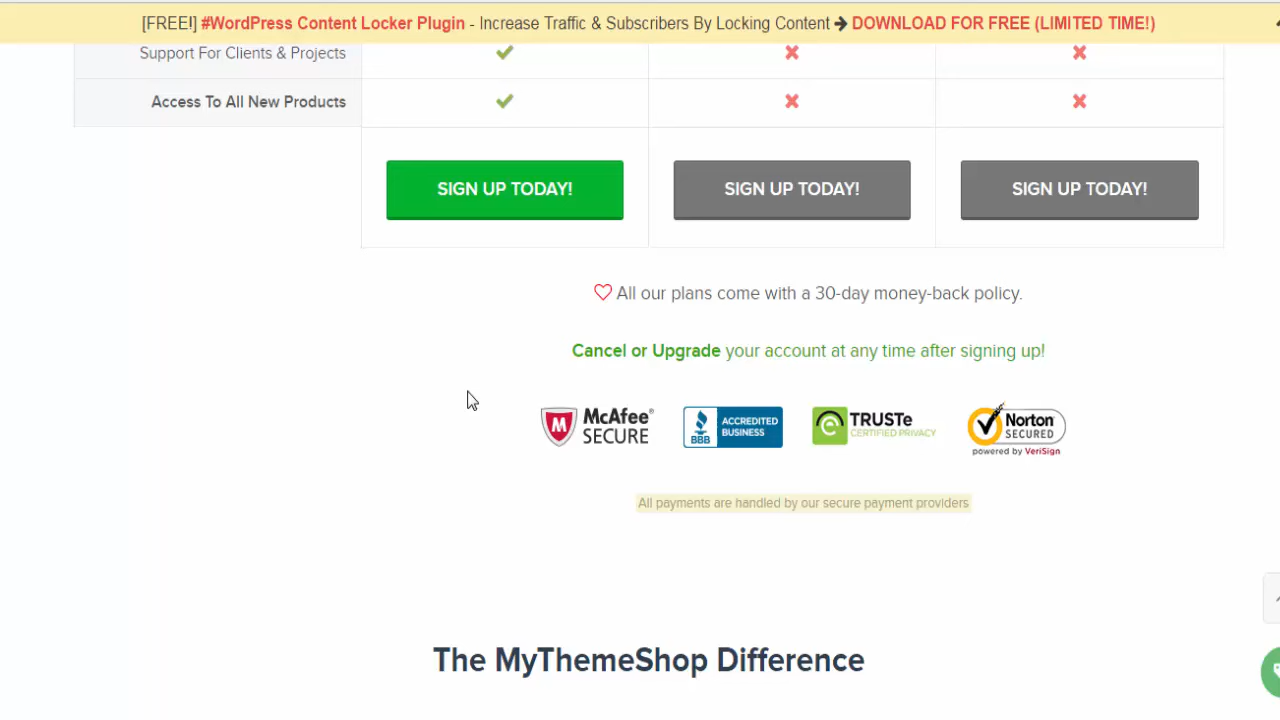 [FREE!] #WordPress Content Locker Plugin - Increase Traffic & Subscribers By Locking Content → DOWNLOAD FOR FREE (LIMITED TIME!)
Support For Clients & Projects
Access To All New Products
SIGN UP TODAY! SIGN UP TODAY! SIGN UP TODAY!
All our plans come with a 30-day money-back policy.
Cancel or Upgrade your account at any time after signing up!
McAfee® SECURE
BBB ACCREDITED BUSINESS
TRUSTe CERTIFIED PRIVACY
Norton SECURED powered by VeriSign
All payments are handled by our secure payment providers
The MyThemeShop Difference